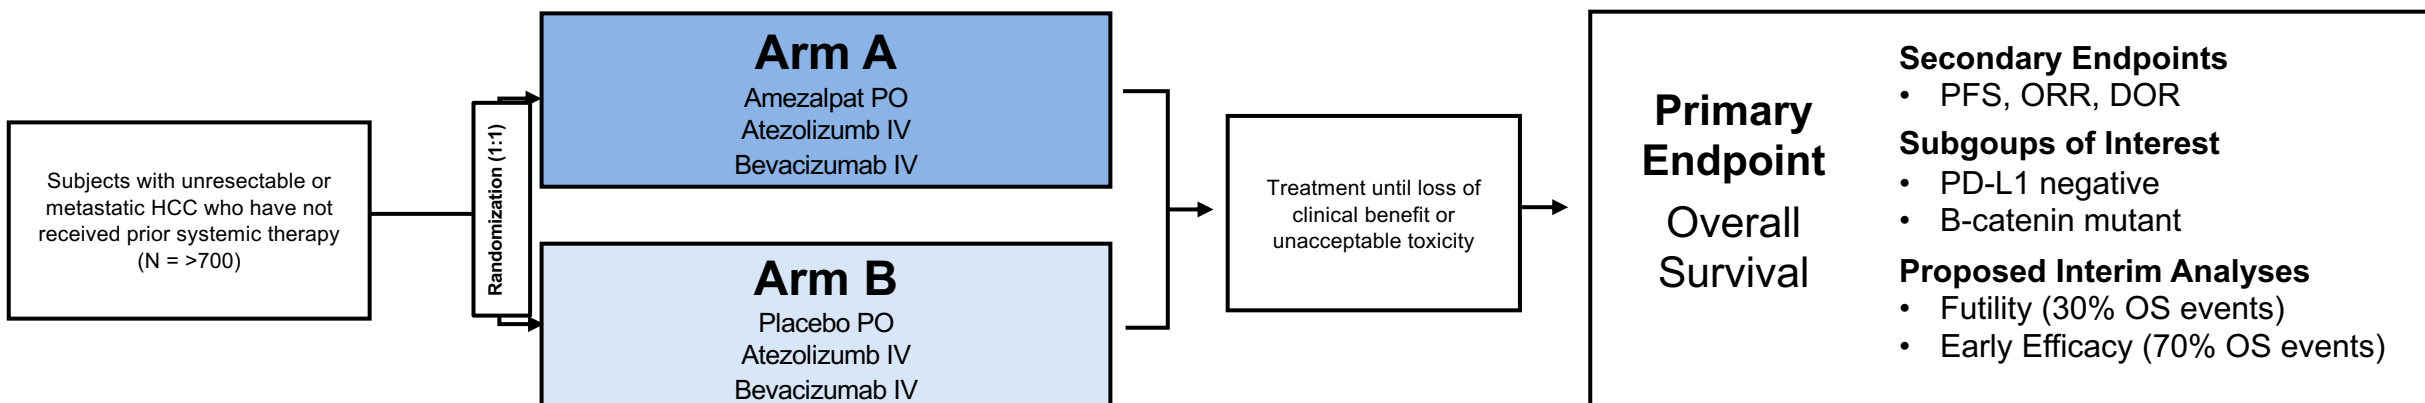 Subjects with unresectable or
metastatic HCC who have not
received prior systemic therapy
(N = >700)
Randomization (1:1)
Arm A
Amezalpat PO
Atezolizumb IV
Bevacizumab IV
Arm B
Placebo PO
Atezolizumb IV
Bevacizumab IV
Treatment until loss of
clinical benefit or
unacceptable toxicity
Primary
Endpoint
Overall
Survival
Secondary Endpoints
• PFS, ORR, DOR
Subgoups of Interest
• PD-L1 negative
• B-catenin mutant
Proposed Interim Analyses
• Futility (30% OS events)
• Early Efficacy (70% OS events)